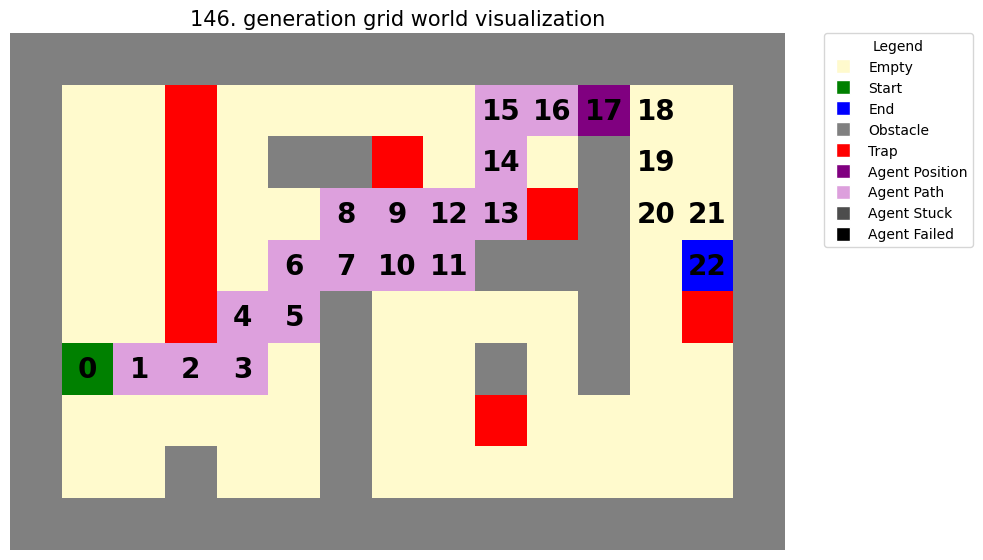 146. generation grid world visualization
15 16 17 18
14 19
8 9 12 13 20 21
6 7 10 11 22
4 5
0 1 2 3
Legend
Empty
Start
End
Obstacle
Trap
Agent Position
Agent Path
Agent Stuck
Agent Failed